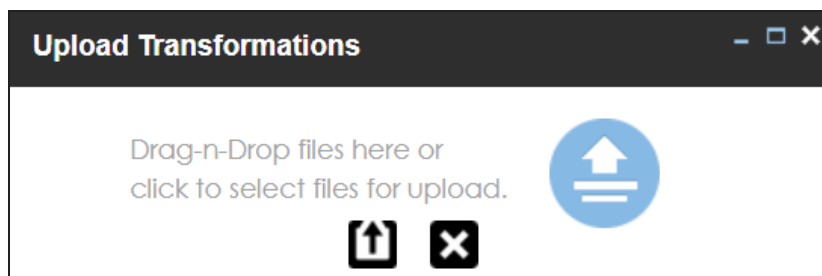 Upload Transformations
Drag-n-Drop files here or
click to select files for upload.